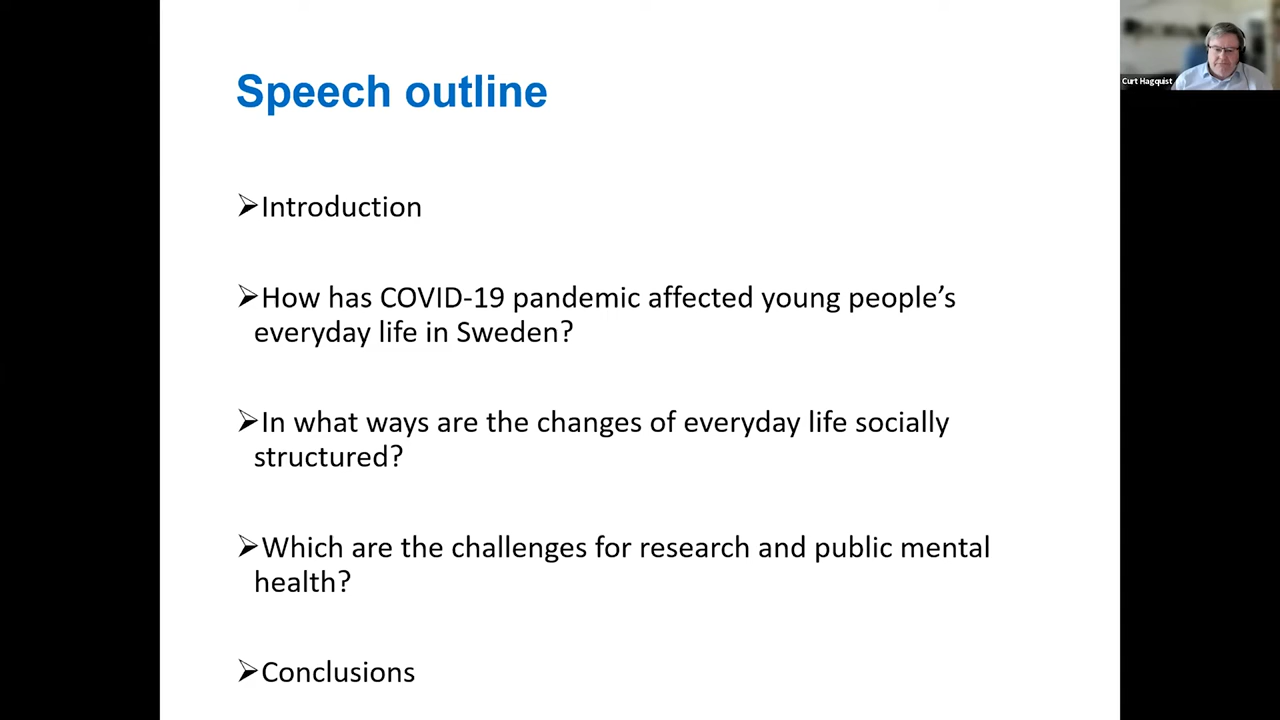 Speech outline
Curt Hagquist
➢Introduction
➢How has COVID-19 pandemic affected young people’s
everyday life in Sweden?
➢In what ways are the changes of everyday life socially
structured?
➢Which are the challenges for research and public mental
health?
➢Conclusions